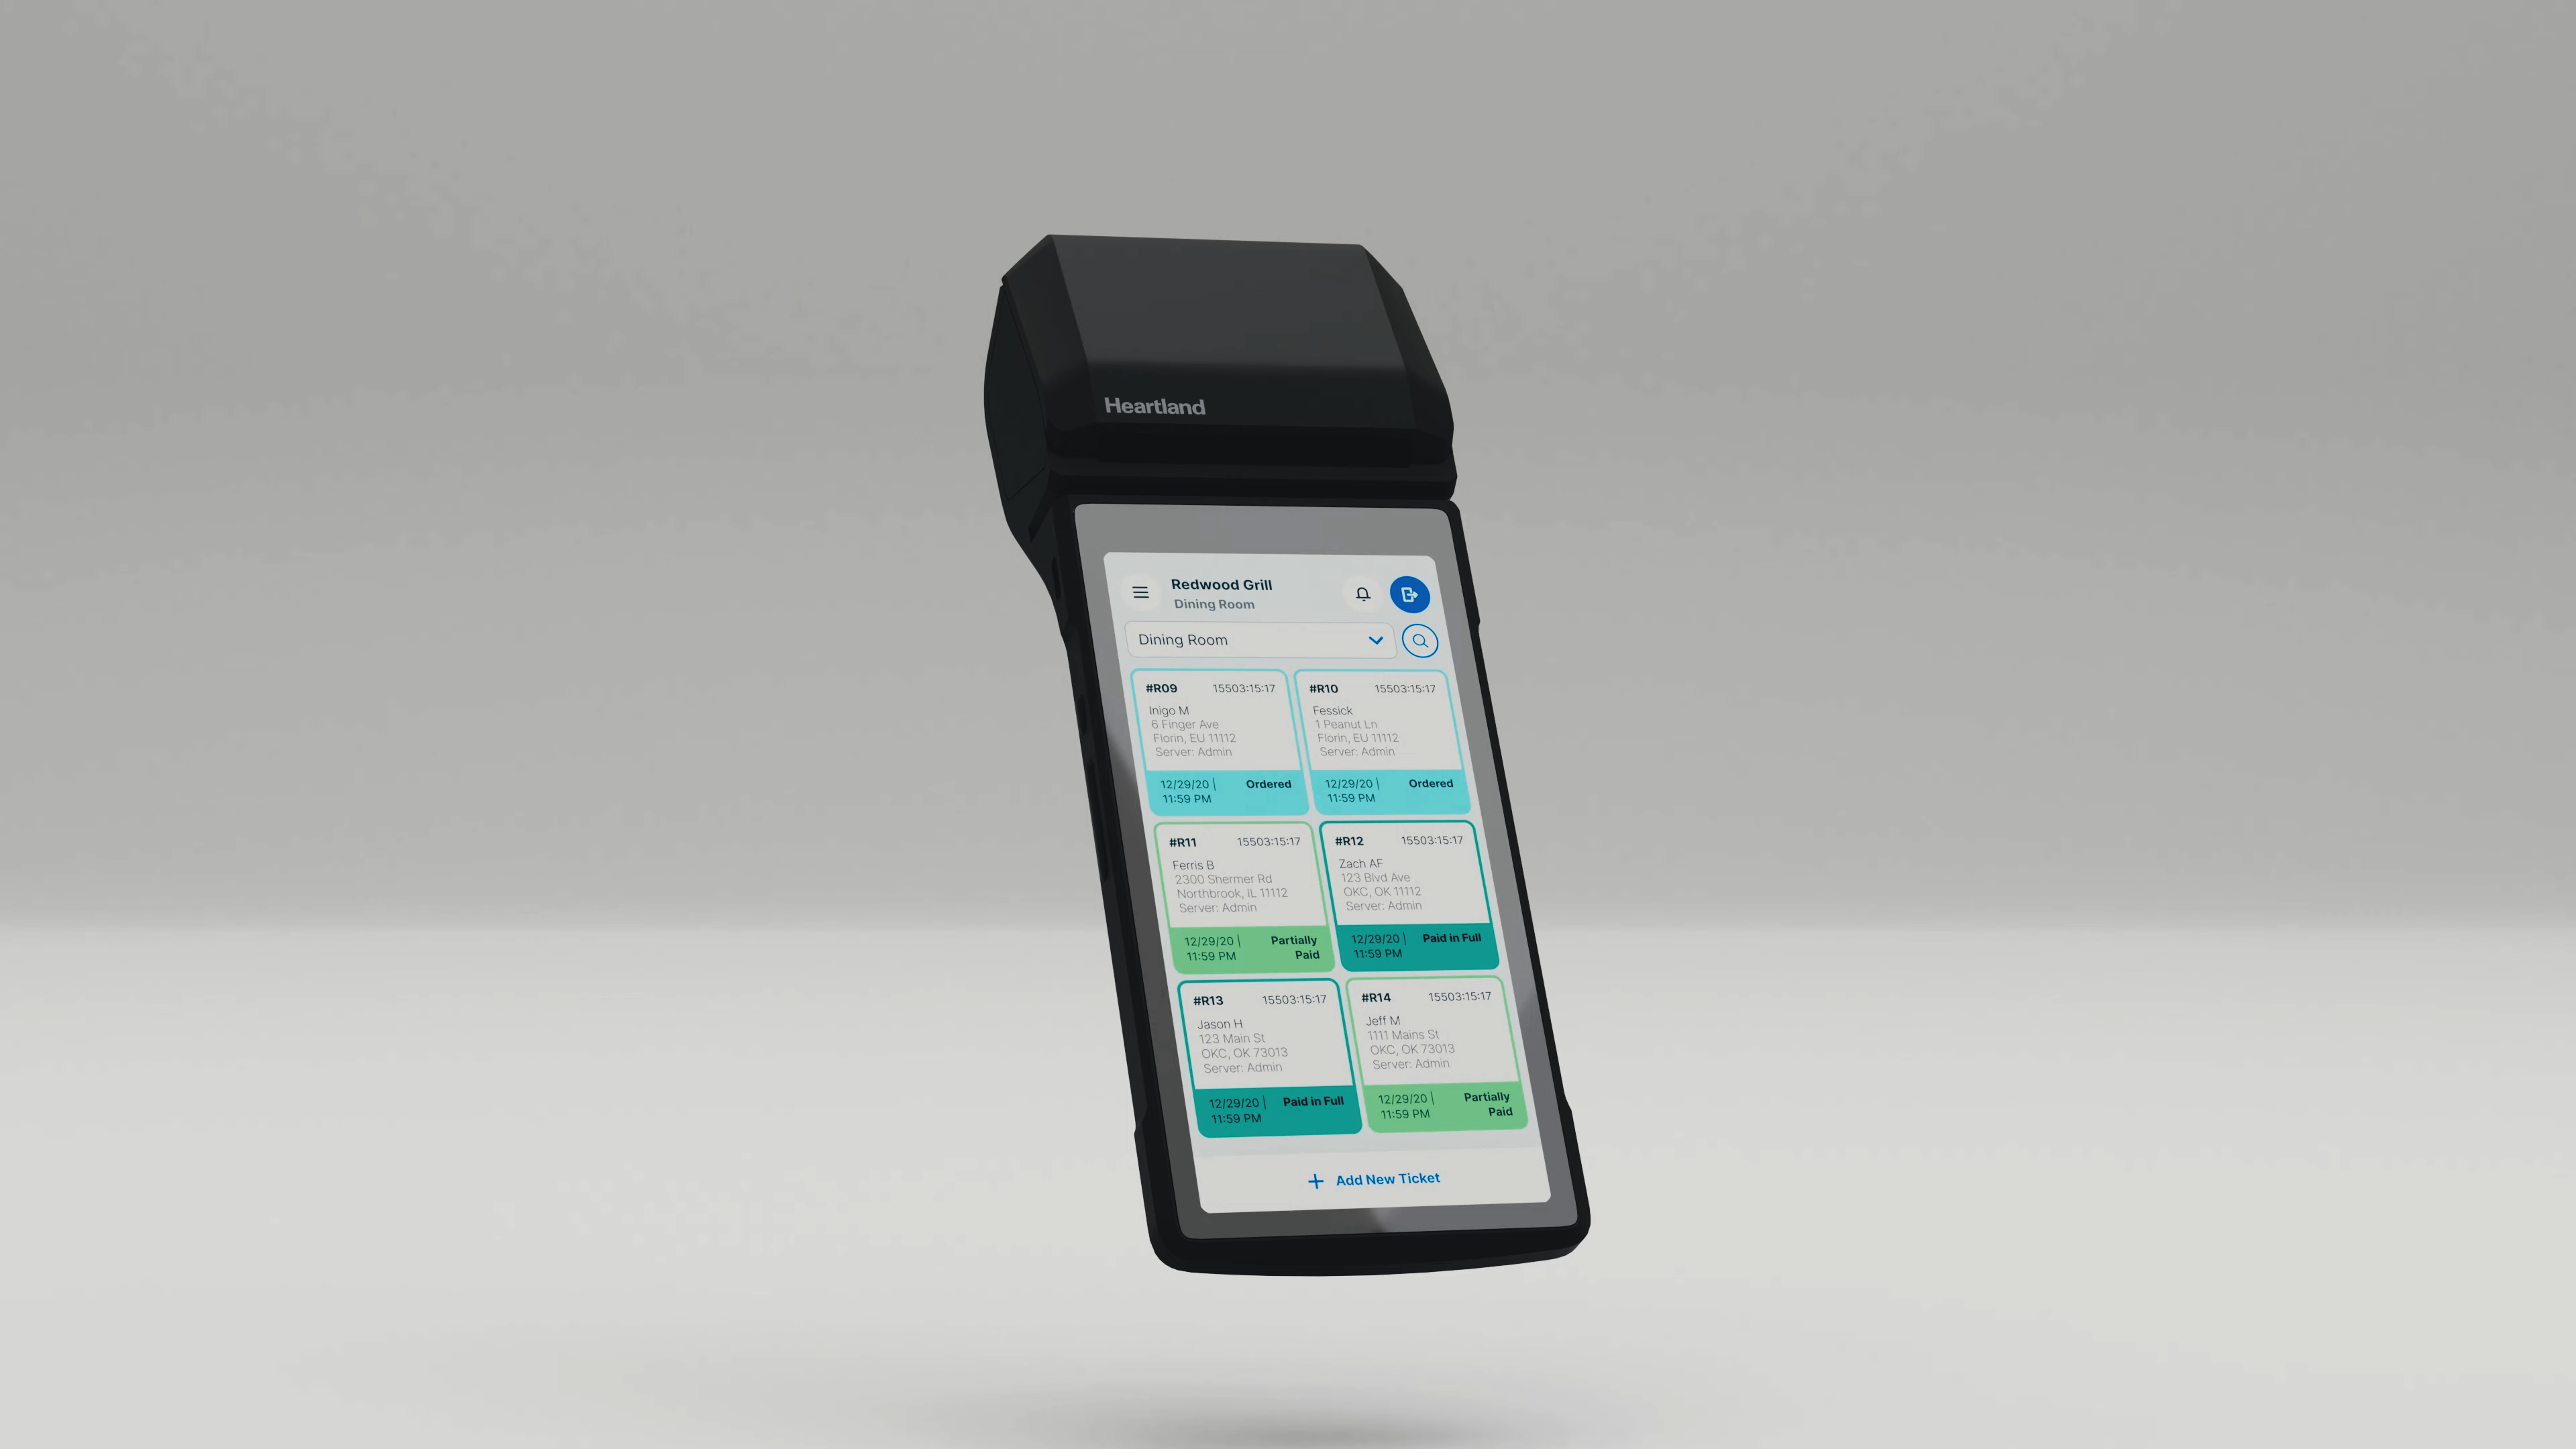 Heartland
Redwood Grill
Dining Room
Dining Room
#R09 15503:15:17
Inigo M
6 Finger Ave
Florin, EU 11112
Server: Admin
12/29/20 | Ordered
11:59 PM
#R10 15503:15:17
Fessick
1 Peanut Ln
Florin, EU 11112
Server: Admin
12/29/20 | Ordered
11:59 PM
#R11 15503:15:17
Ferris B
2300 Shermer Rd
Northbrook, IL 11112
Server: Admin
12/29/20 | Partially
11:59 PM Paid
#R12 15503:15:17
Zach AF
123 Blvd Ave
OKC, OK 11112
Server: Admin
12/29/20 | Paid in Full
11:59 PM
#R13 15503:15:17
Jason H
123 Main St
OKC, OK 73013
Server: Admin
12/29/20 | Paid in Full
11:59 PM
#R14 15503:15:17
Jeff M
1111 Mains St
OKC, OK 73013
Server: Admin
12/29/20 | Partially
11:59 PM Paid
+ Add New Ticket